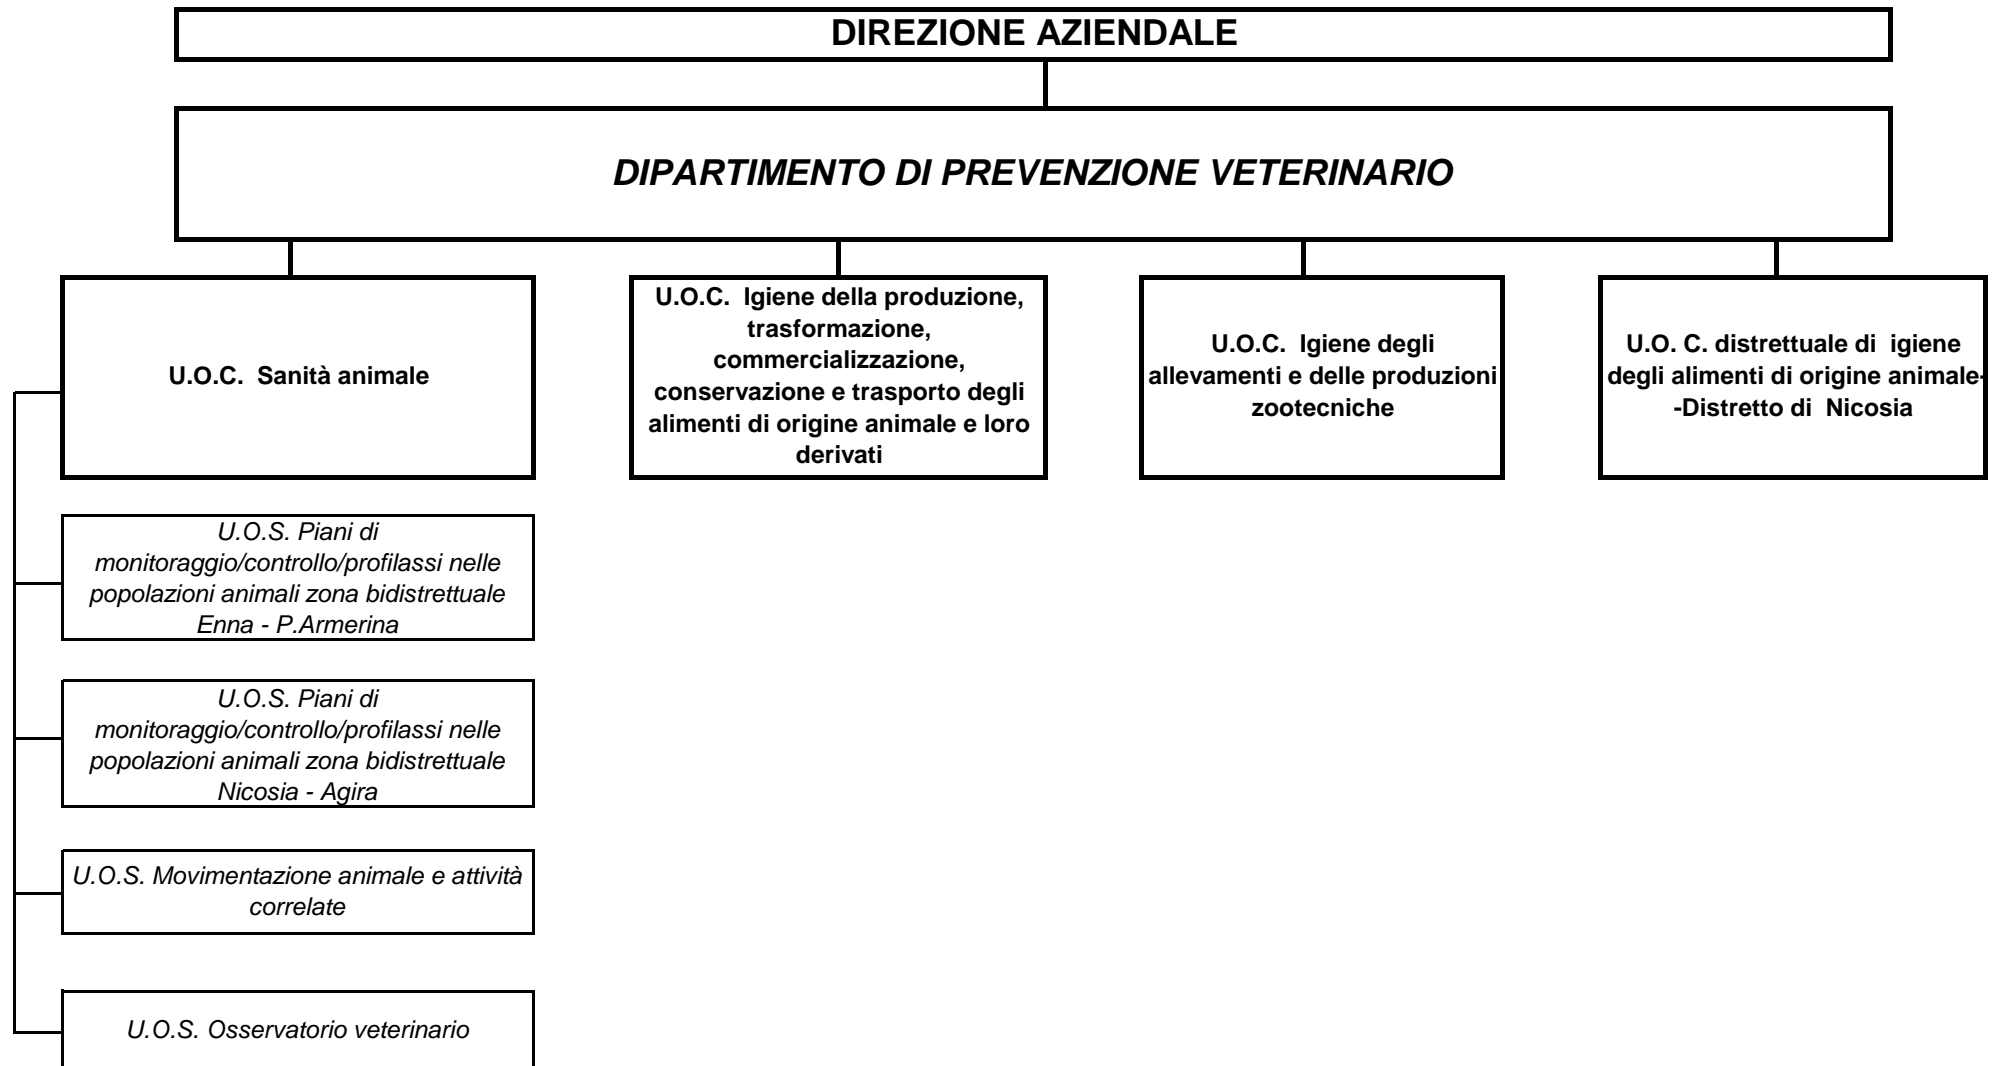 DIREZIONE AZIENDALE
DIPARTIMENTO DI PREVENZIONE VETERINARIO
U.O.C. Sanità animale
U.O.C. Igiene della produzione,
trasformazione,
commercializzazione,
conservazione e trasporto degli
alimenti di origine animale e loro
derivati
U.O.C. Igiene degli
allevamenti e delle produzioni
zootecniche
U.O. C. distrettuale di igiene
degli alimenti di origine animale-
-Distretto di Nicosia
U.O.S. Piani di
monitoraggio/controllo/profilassi nelle
popolazioni animali zona bidistrettuale
Enna - P.Armerina
U.O.S. Piani di
monitoraggio/controllo/profilassi nelle
popolazioni animali zona bidistrettuale
Nicosia - Agira
U.O.S. Movimentazione animale e attività
correlate
U.O.S. Osservatorio veterinario